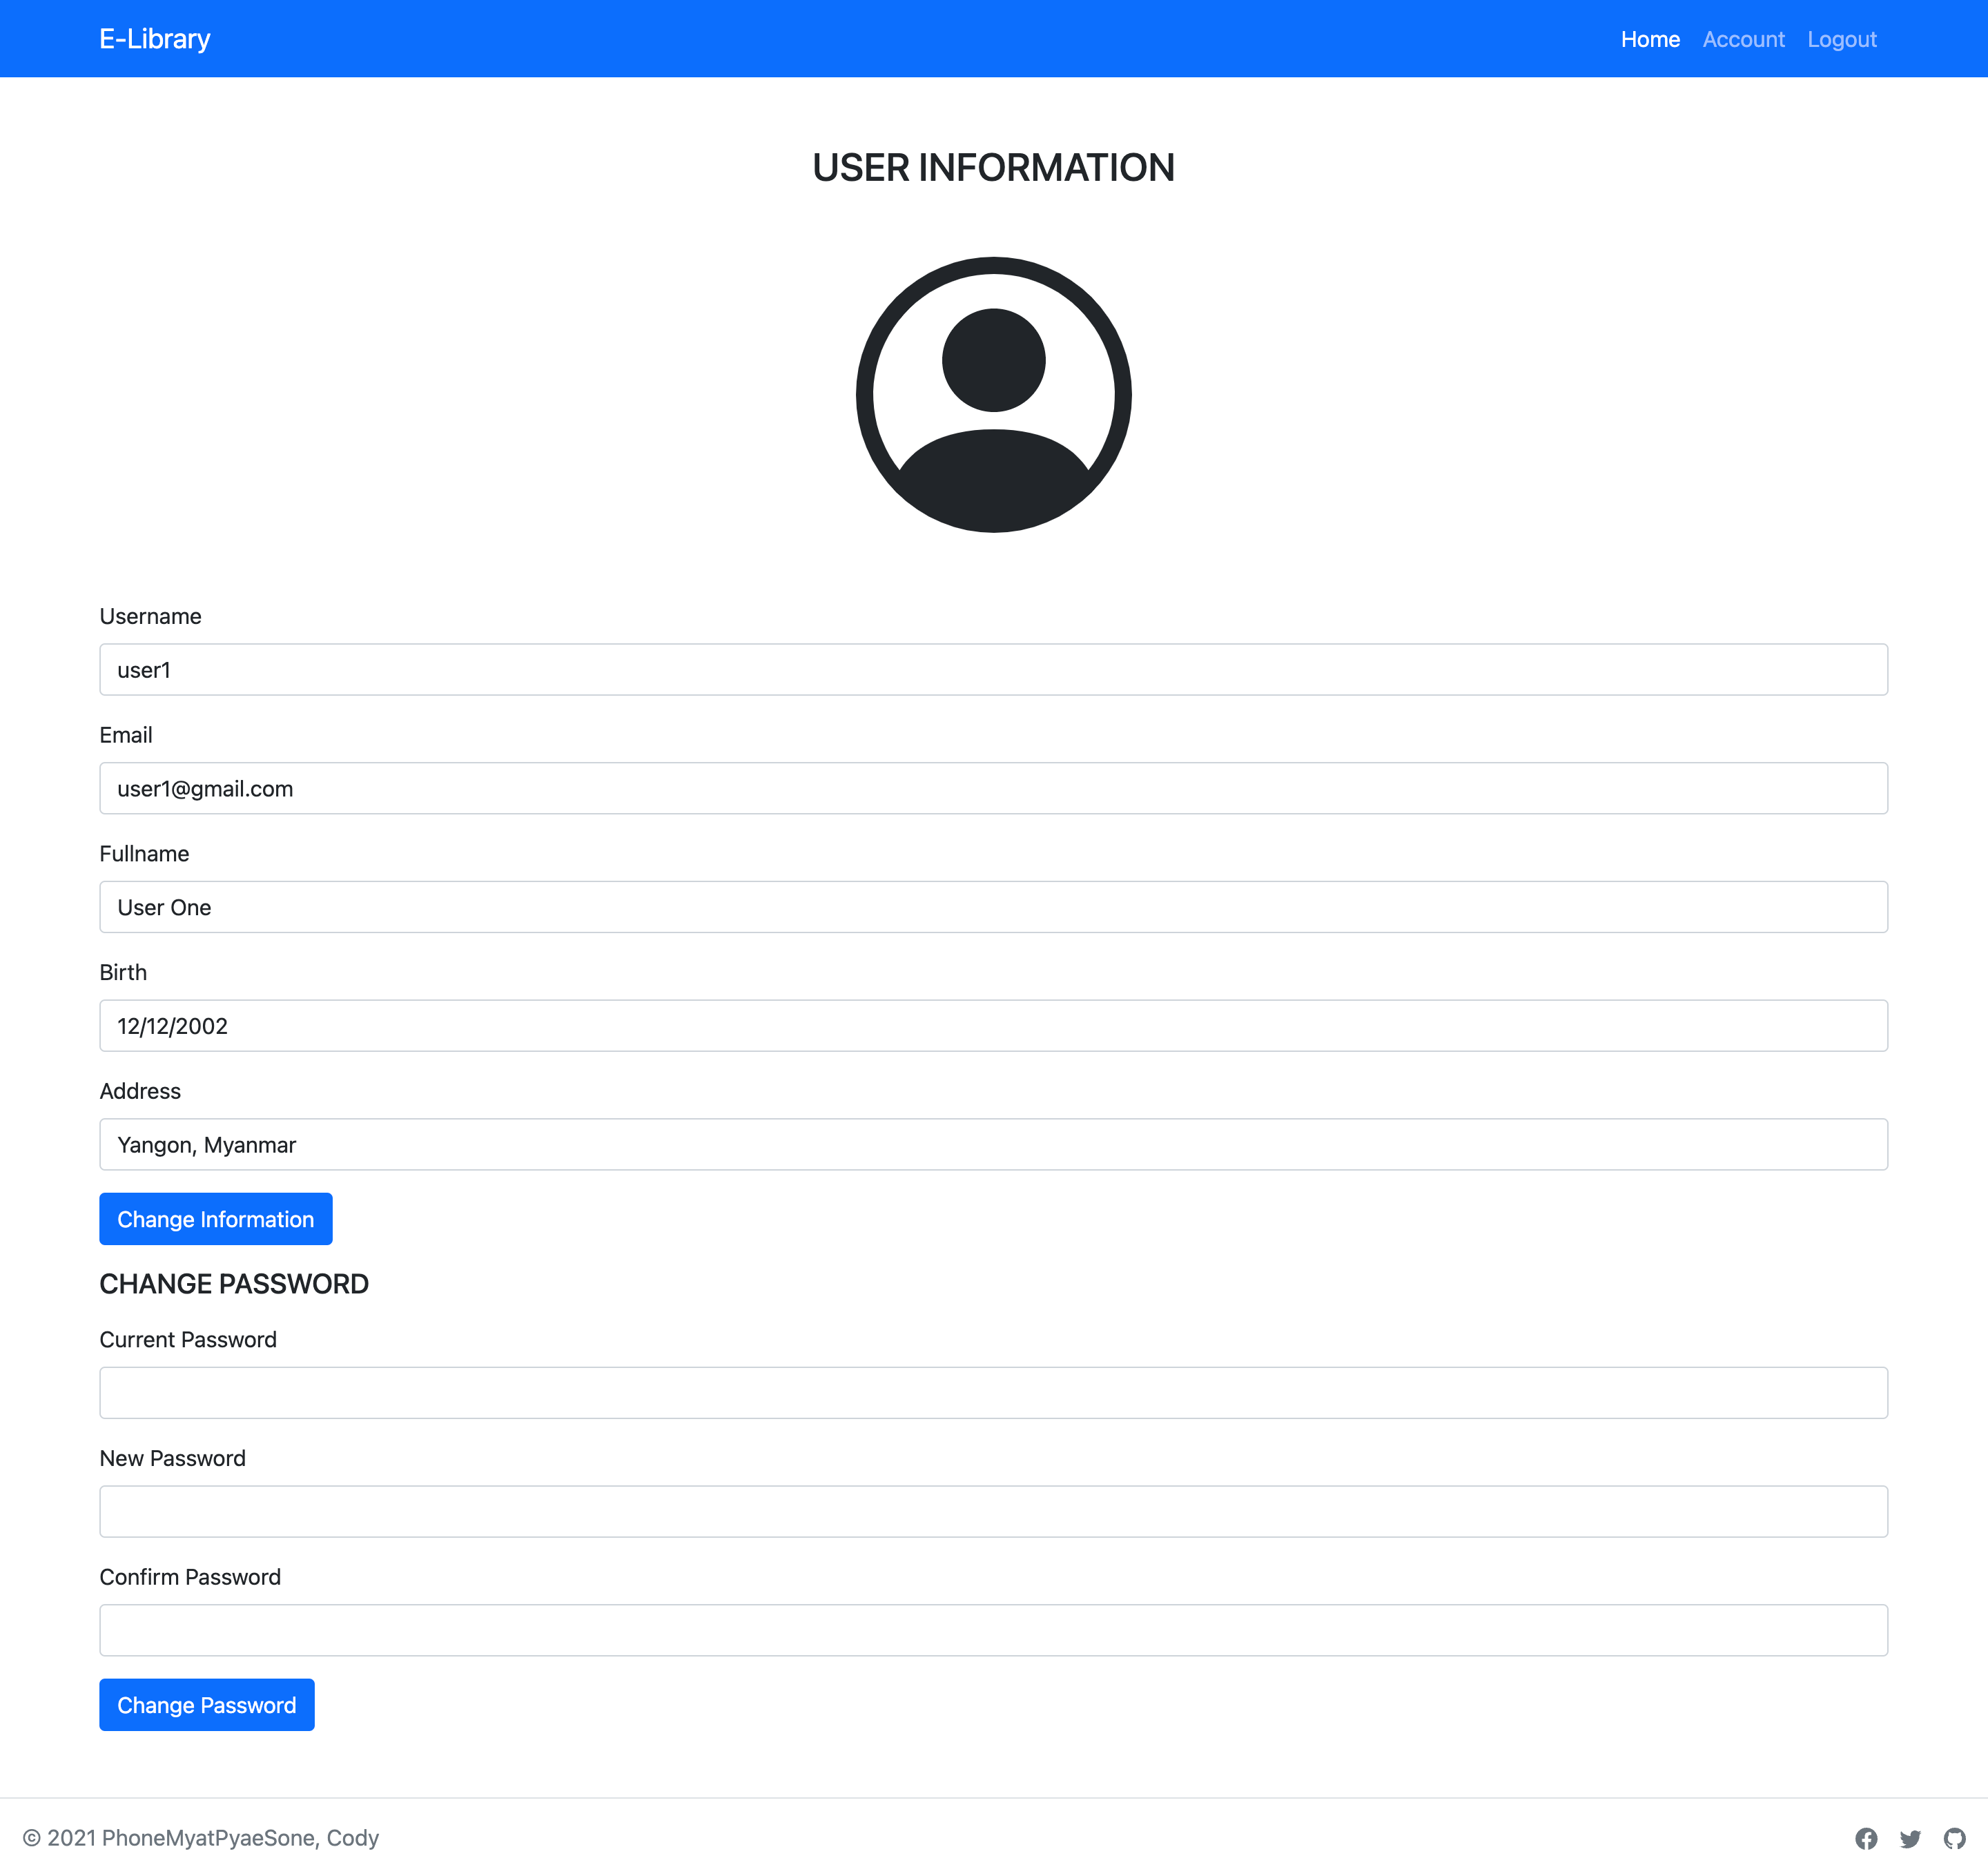 E-Library
Home Account Logout
USER INFORMATION
Username
user1
Email
user1@gmail.com
Fullname
User One
Birth
12/12/2002
Address
Yangon, Myanmar
Change Information
CHANGE PASSWORD
Current Password
New Password
Confirm Password
Change Password
© 2021 PhoneMyatPyaeSone, Cody